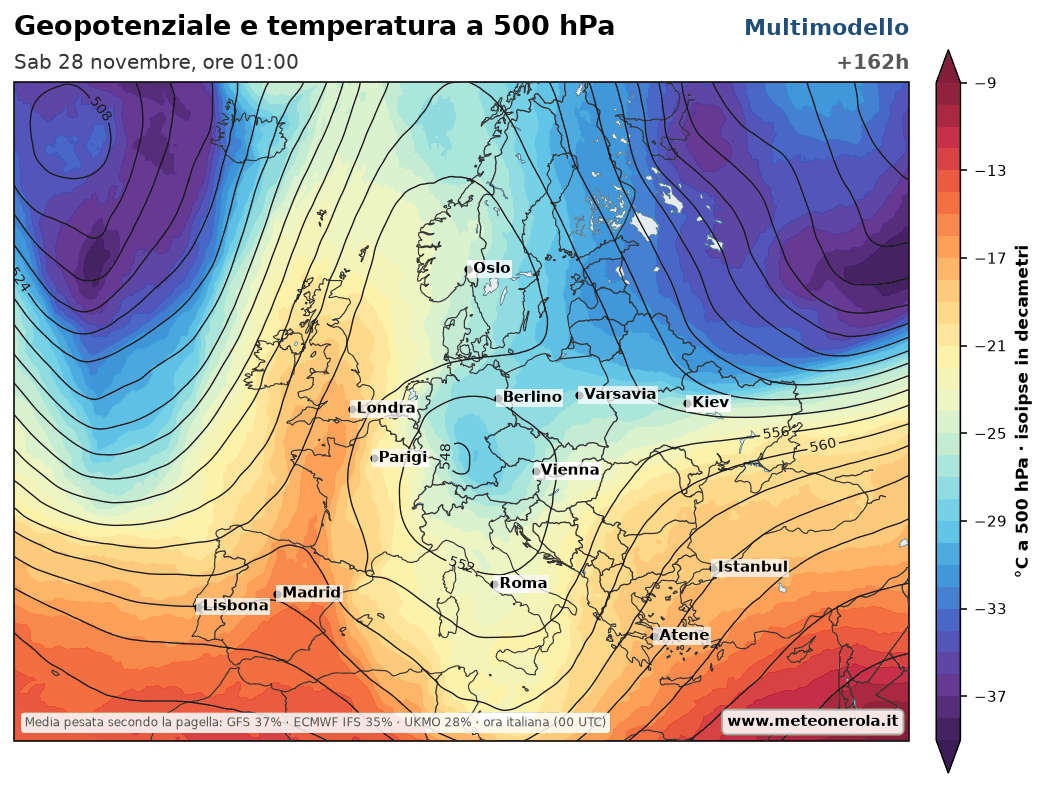 Geopotenziale e temperatura a 500 hPa
Multimodello
Sab 28 novembre, ore 01:00
+162h
508
524
Oslo
Berlino
Varsavia
Kiev
Londra
Parigi
548
Vienna
556
560
552
Roma
Istanbul
Madrid
Lisbona
Atene
Media pesata secondo la pagella: GFS 37% · ECMWF IFS 35% · UKMO 28% · ora italiana (00 UTC)
www.meteonerola.it
−9
−13
−17
−21
−25
−29
−33
−37
°C a 500 hPa · isoipse in decametri